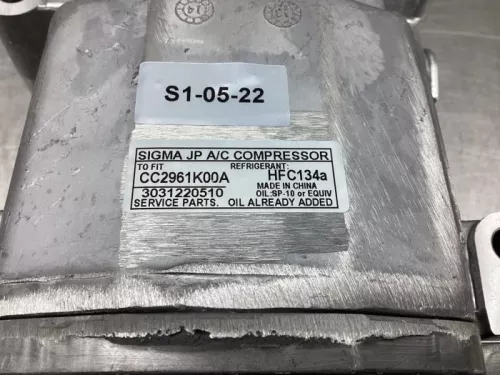 S1-05-22
SIGMA JP A/C COMPRESSOR
TO FIT REFRIGERANT:
CC2961K00A HFC134a
MADE IN CHINA
3031220510 OIL:SP-10 or EQUIV
SERVICE PARTS. OIL ALREADY ADDED